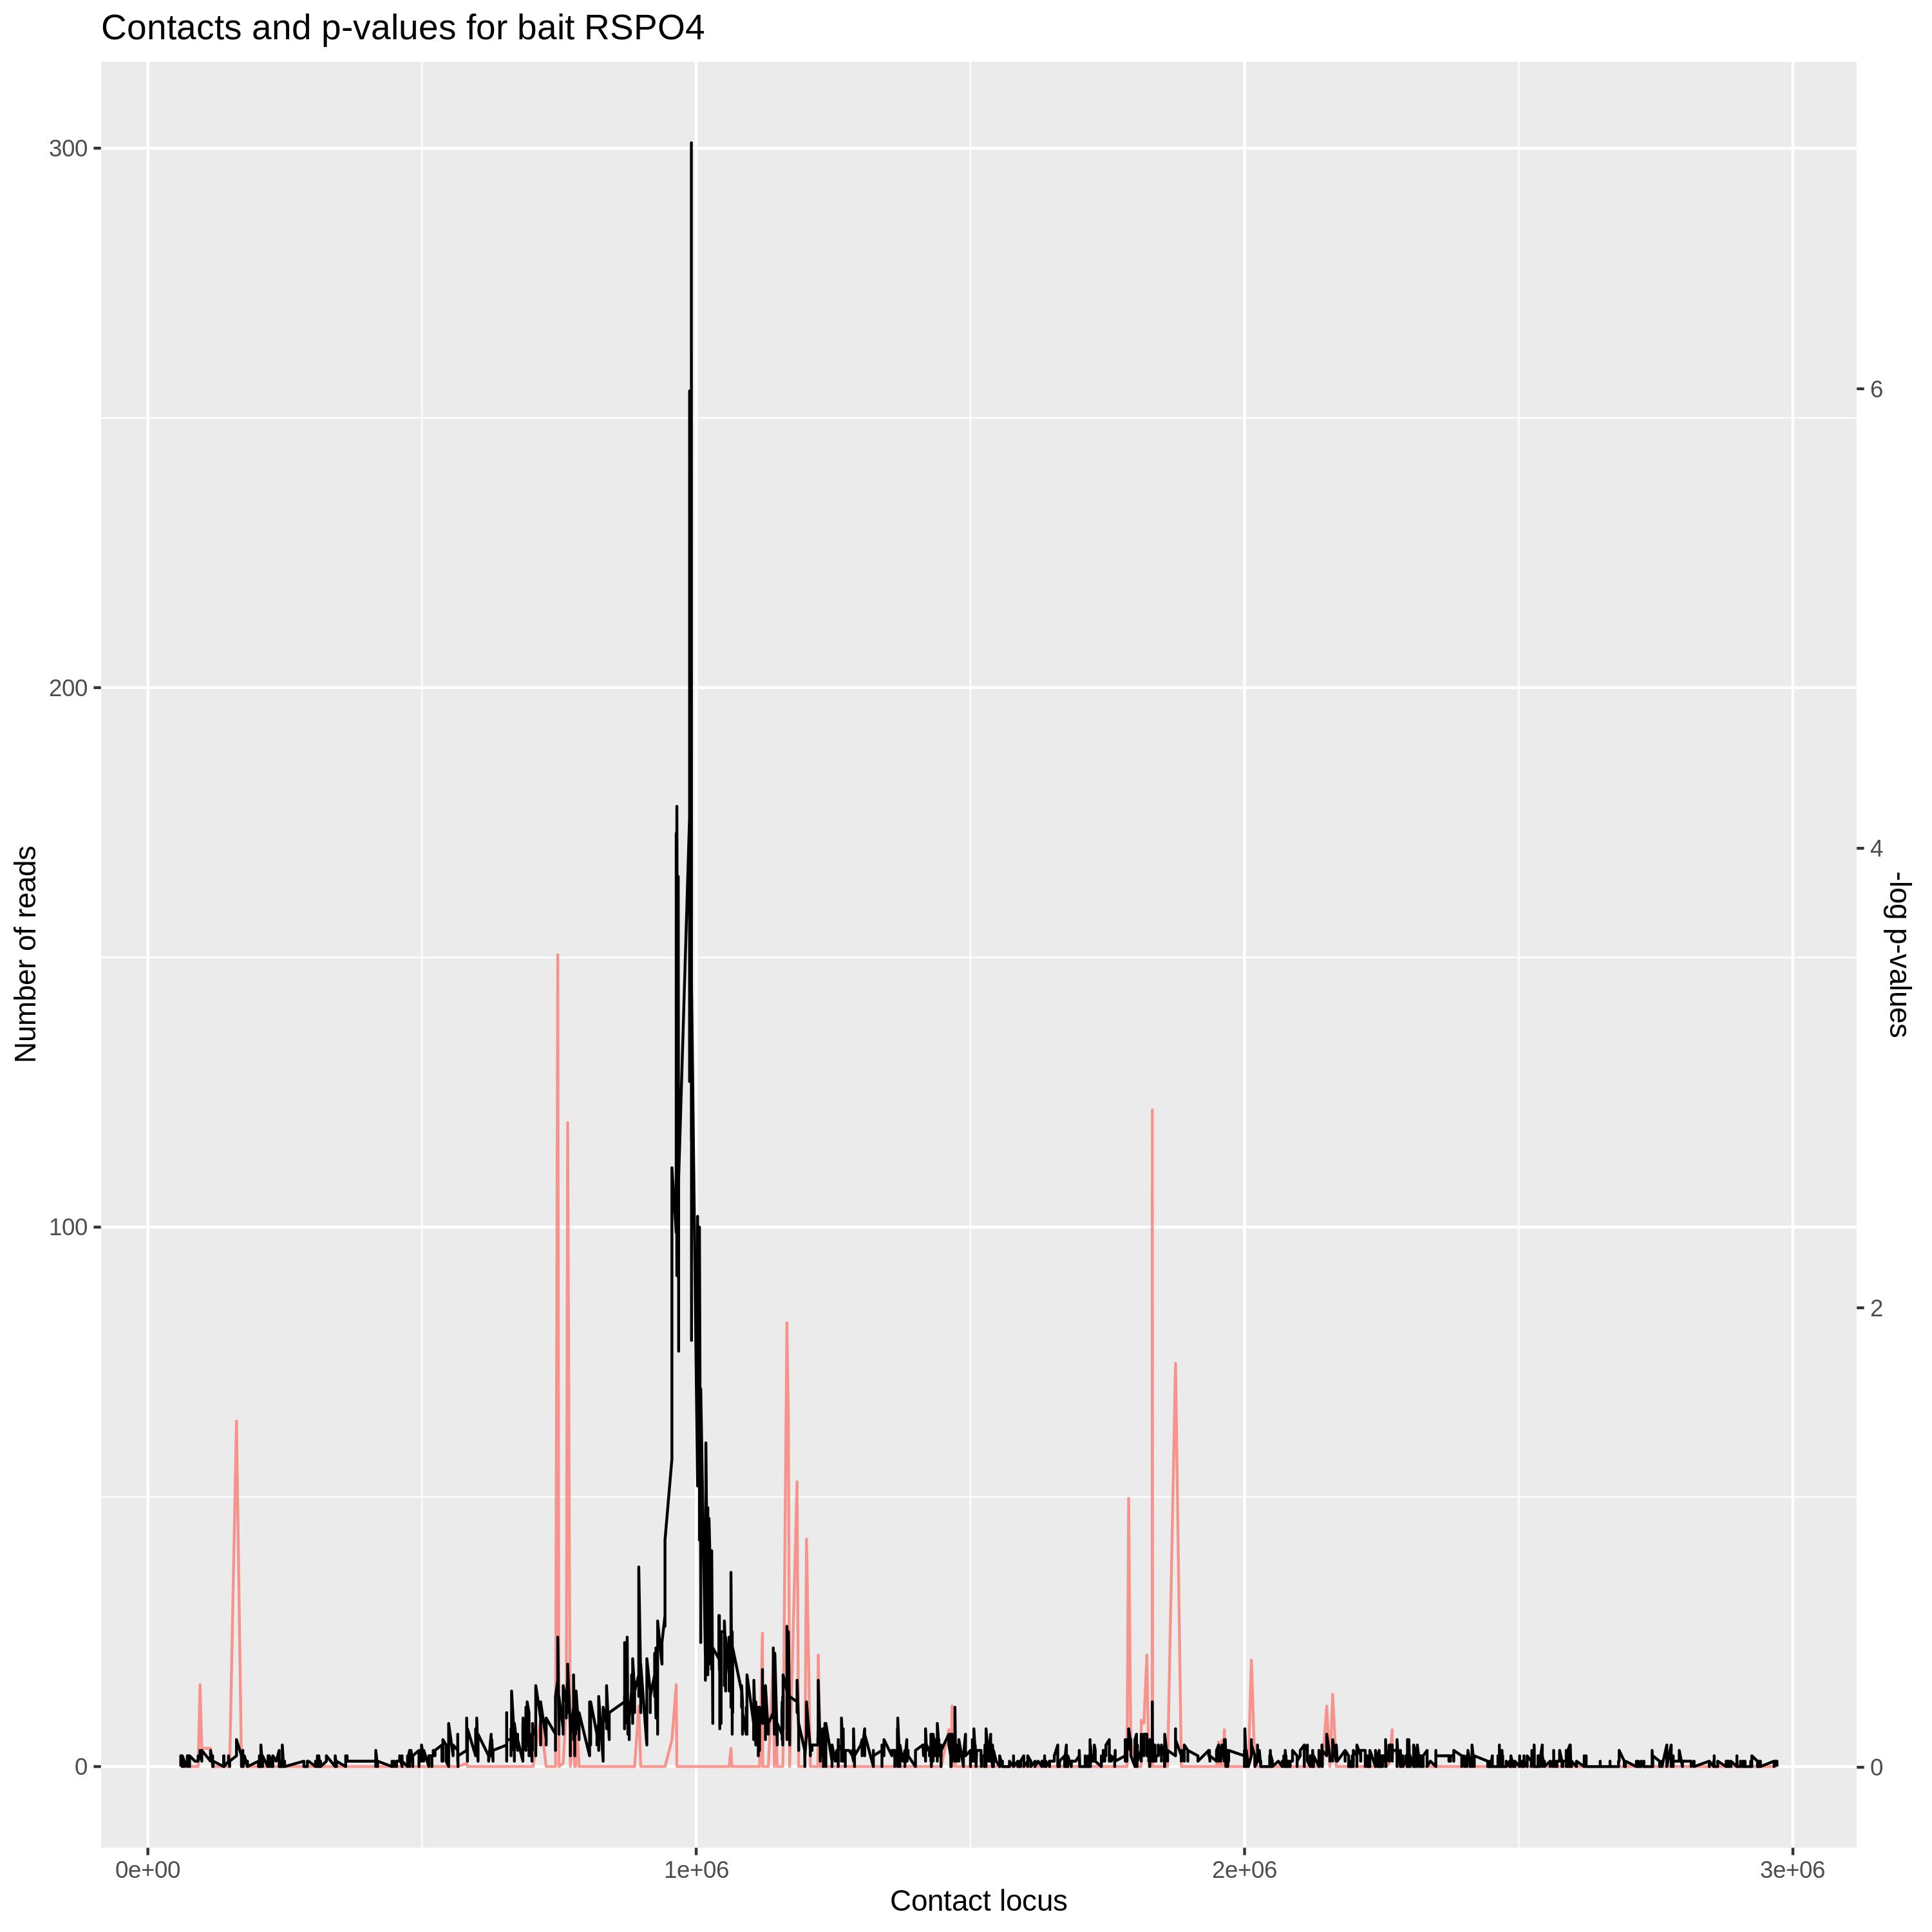 Contacts and p-values for bait RSPO4
300
200
100
0
Number of reads
6
4
2
0
-log p-values
0e+00
1e+06
2e+06
3e+06
Contact locus